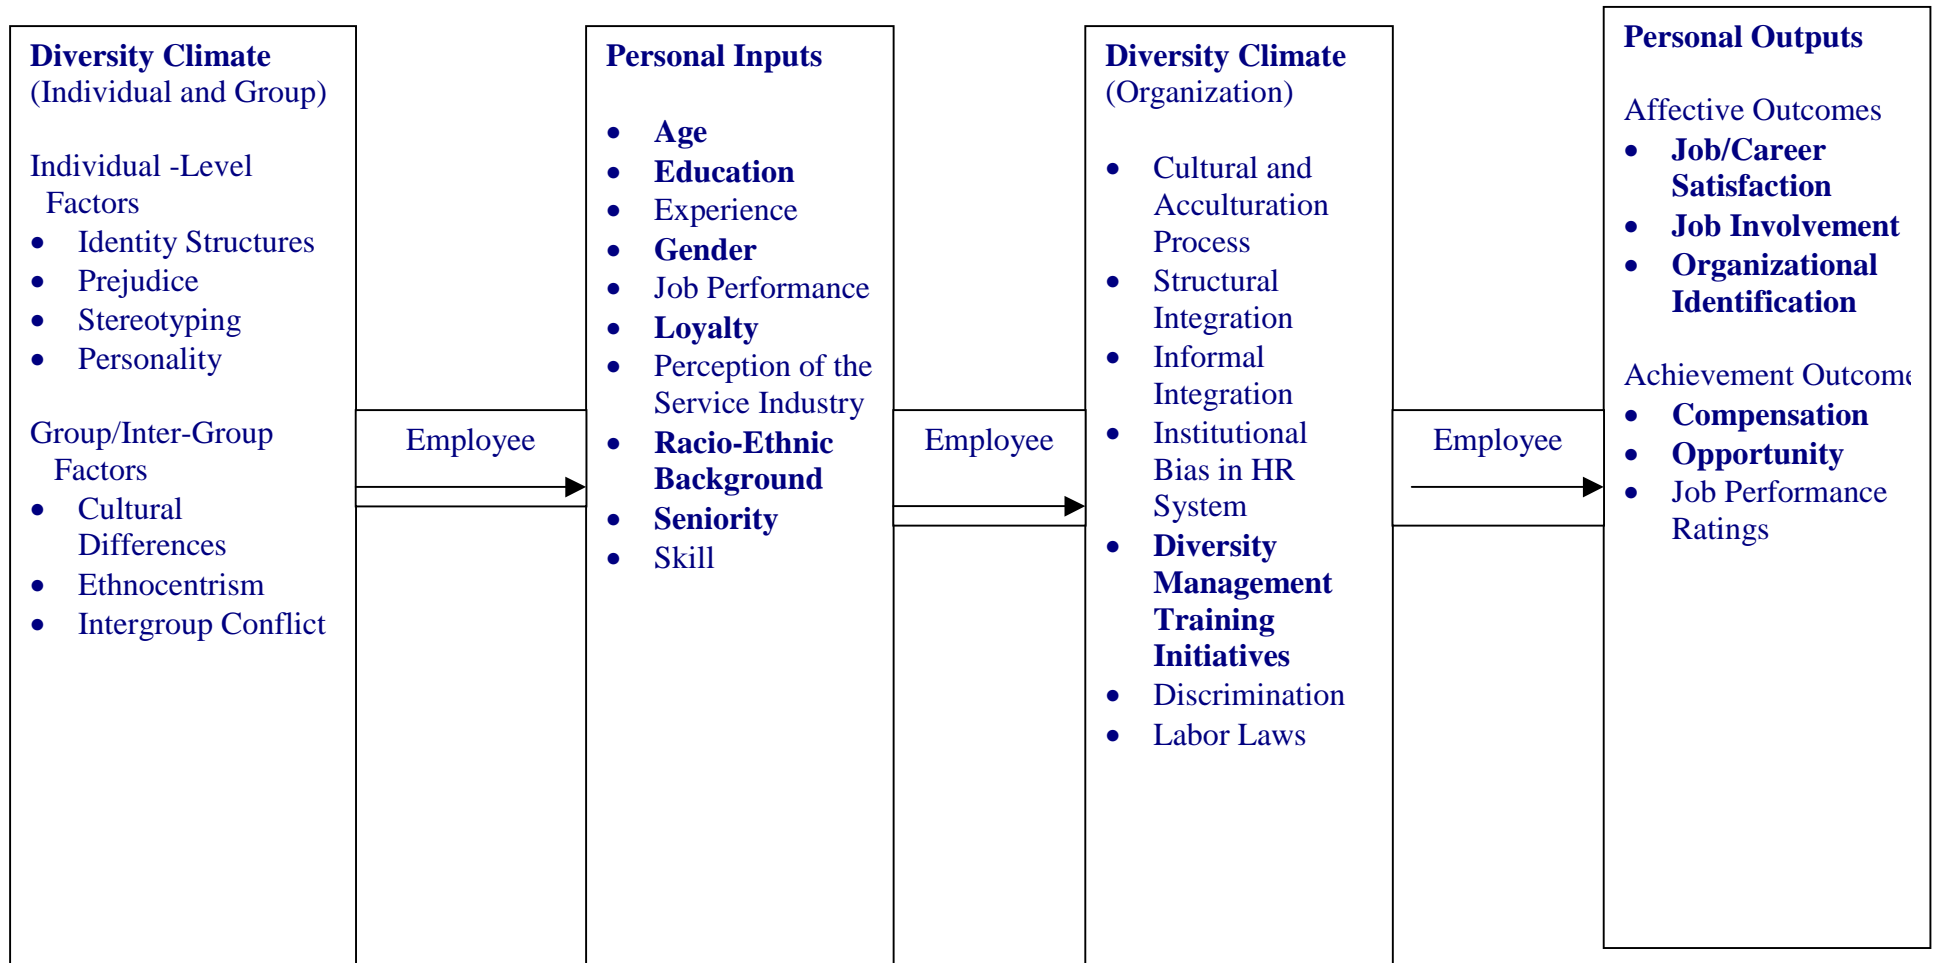 Diversity Climate
(Individual and Group)
Individual -Level
Factors
• Identity Structures
• Prejudice
• Stereotyping
• Personality
Group/Inter-Group
Factors
• Cultural
Differences
• Ethnocentrism
• Intergroup Conflict
Employee
Personal Inputs
• Age
• Education
• Experience
• Gender
• Job Performance
• Loyalty
• Perception of the
Service Industry
• Racio-Ethnic
Background
• Seniority
• Skill
Employee
Diversity Climate
(Organization)
• Cultural and
Acculturation
Process
• Structural
Integration
• Informal
Integration
• Institutional
Bias in HR
System
• Diversity
Management
Training
Initiatives
• Discrimination
• Labor Laws
Employee
Personal Outputs
Affective Outcomes
• Job/Career
Satisfaction
• Job Involvement
• Organizational
Identification
Achievement Outcome
• Compensation
• Opportunity
• Job Performance
Ratings